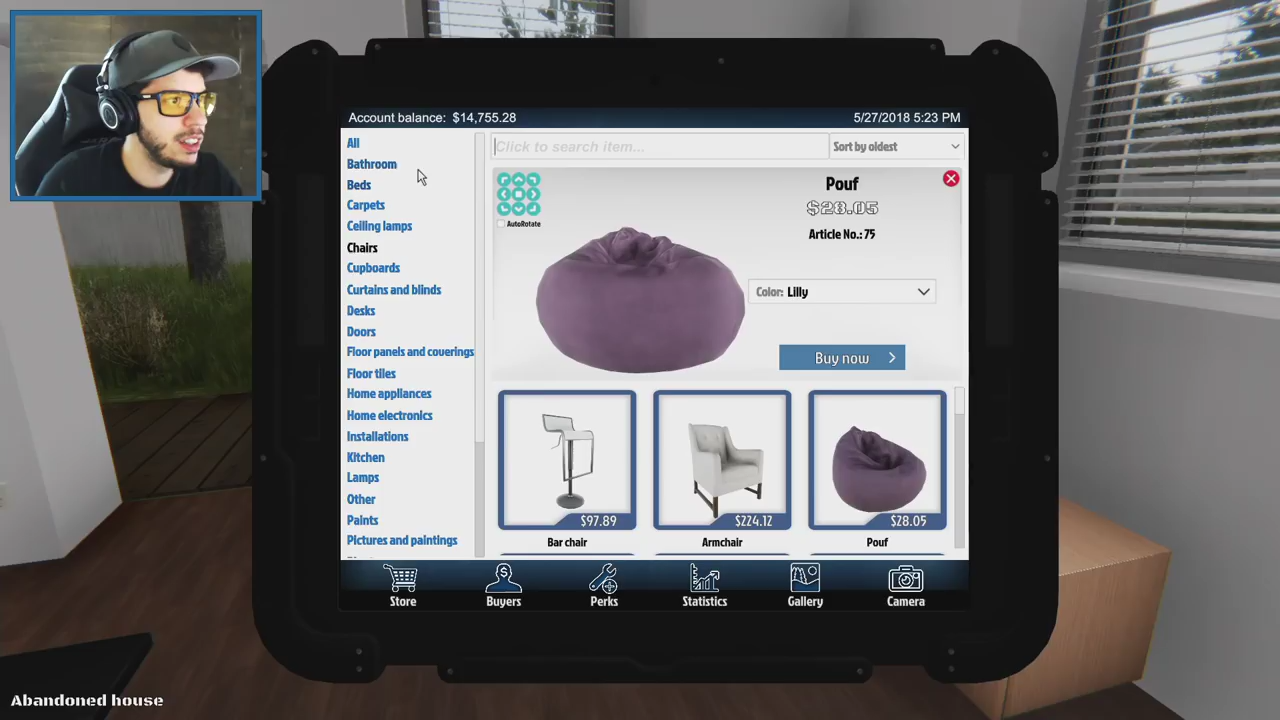 Account balance: $14,755.28
5/27/2018 5:23 PM
All
Bathroom
Beds
Carpets
Ceiling lamps
Chairs
Cupboards
Curtains and blinds
Desks
Doors
Floor panels and coverings
Floor tiles
Home appliances
Home electronics
Installations
Kitchen
Lamps
Other
Paints
Pictures and paintings
Click to search item...
Sort by oldest
AutoRotate
Pouf
$28.05
Article No.: 75
Color: Lilly
Buy now
$97.89
$224.12
$28.05
Bar chair
Armchair
Pouf
Store
Buyers
Perks
Statistics
Gallery
Camera
Abandoned house